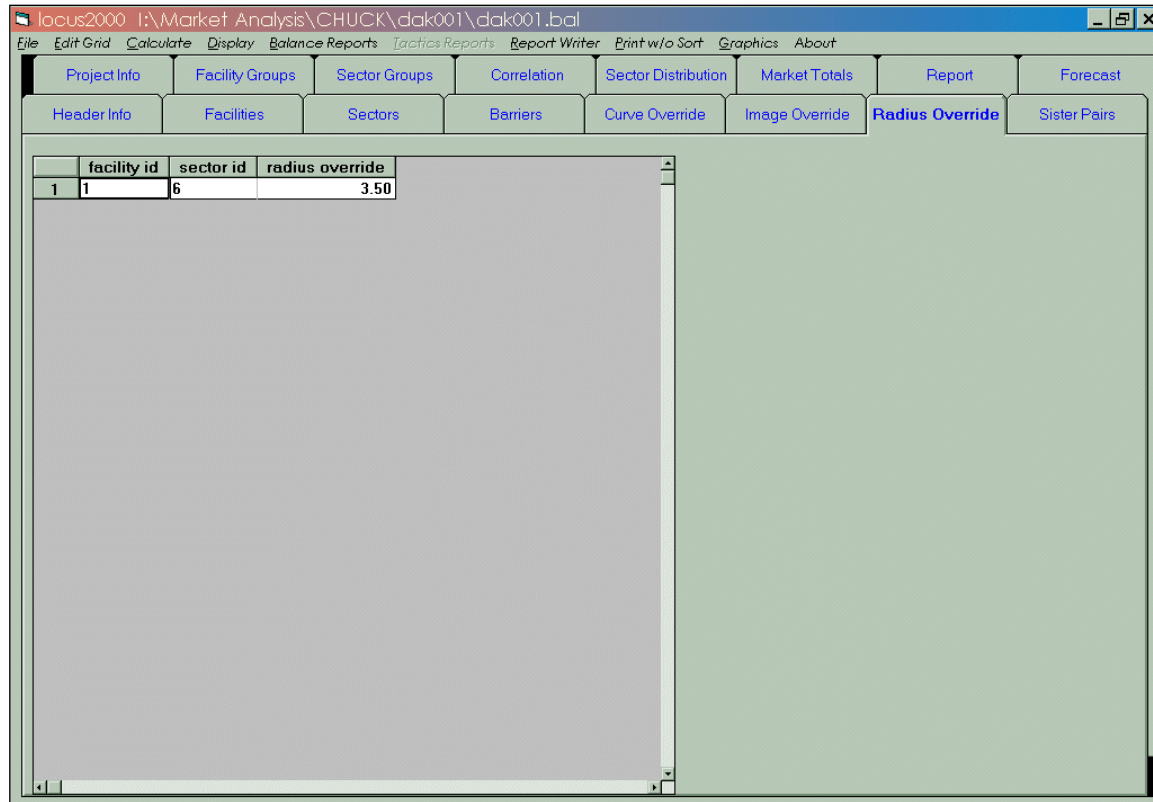 locus2000 I:\Market Analysis\CHUCK\dak001\dak001.bal
File Edit Grid Calculate Display Balance Reports Tactics Reports Report Writer Print w/o Sort Graphics About
Project Info Facility Groups Sector Groups Correlation Sector Distribution Market Totals Report Forecast
Header Info Facilities Sectors Barriers Curve Override Image Override Radius Override Sister Pairs
facility id sector id radius override
1 1 6 3.50